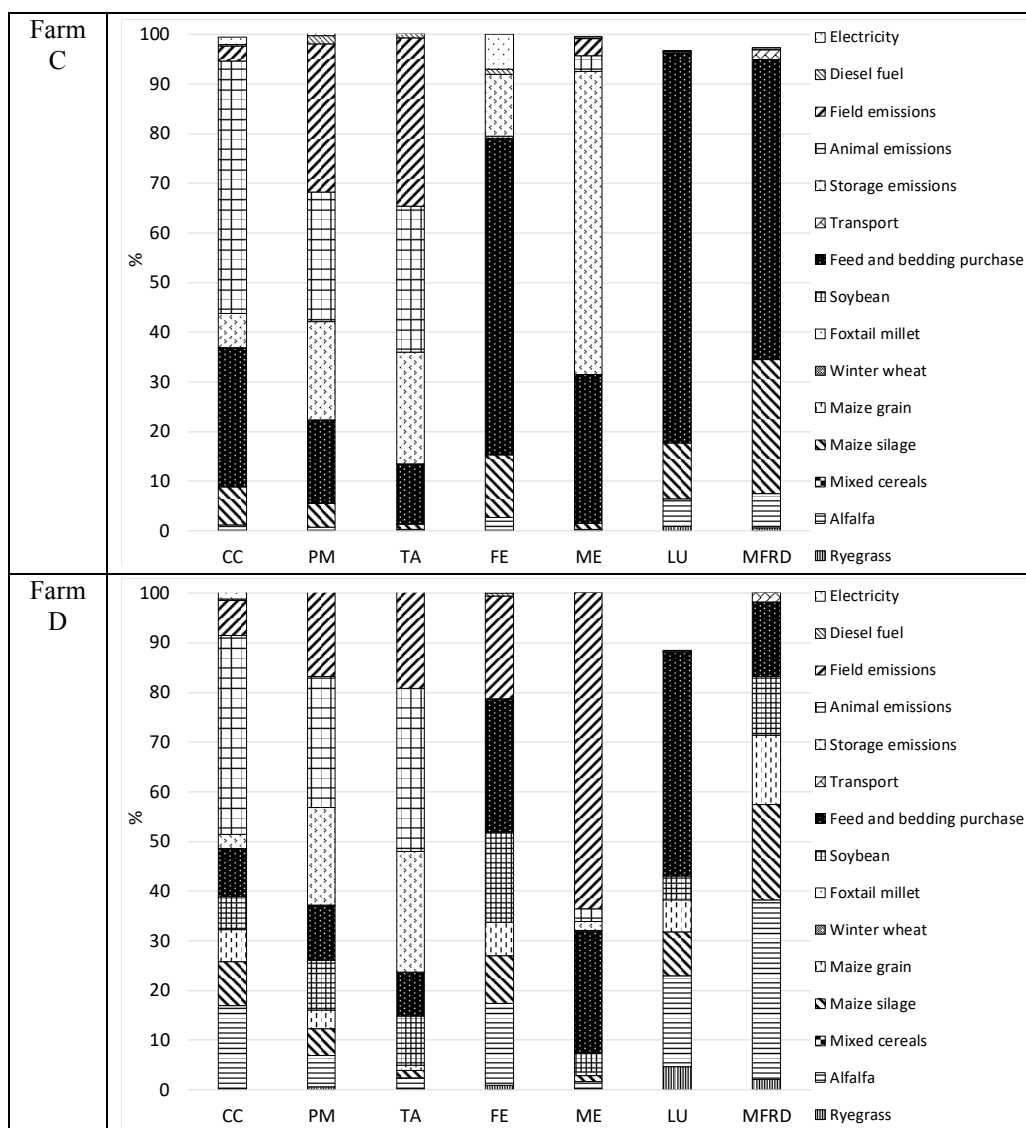 Farm
C
100
90
80
70
60
50
40
30
20
10
0
%
CC PM TA FE ME LU MFRD
Electricity
Diesel fuel
Field emissions
Animal emissions
Storage emissions
Transport
Feed and bedding purchase
Soybean
Foxtail millet
Winter wheat
Maize grain
Maize silage
Mixed cereals
Alfalfa
Ryegrass
Farm
D
100
90
80
70
60
50
40
30
20
10
0
%
CC PM TA FE ME LU MFRD
Electricity
Diesel fuel
Field emissions
Animal emissions
Storage emissions
Transport
Feed and bedding purchase
Soybean
Foxtail millet
Winter wheat
Maize grain
Maize silage
Mixed cereals
Alfalfa
Ryegrass